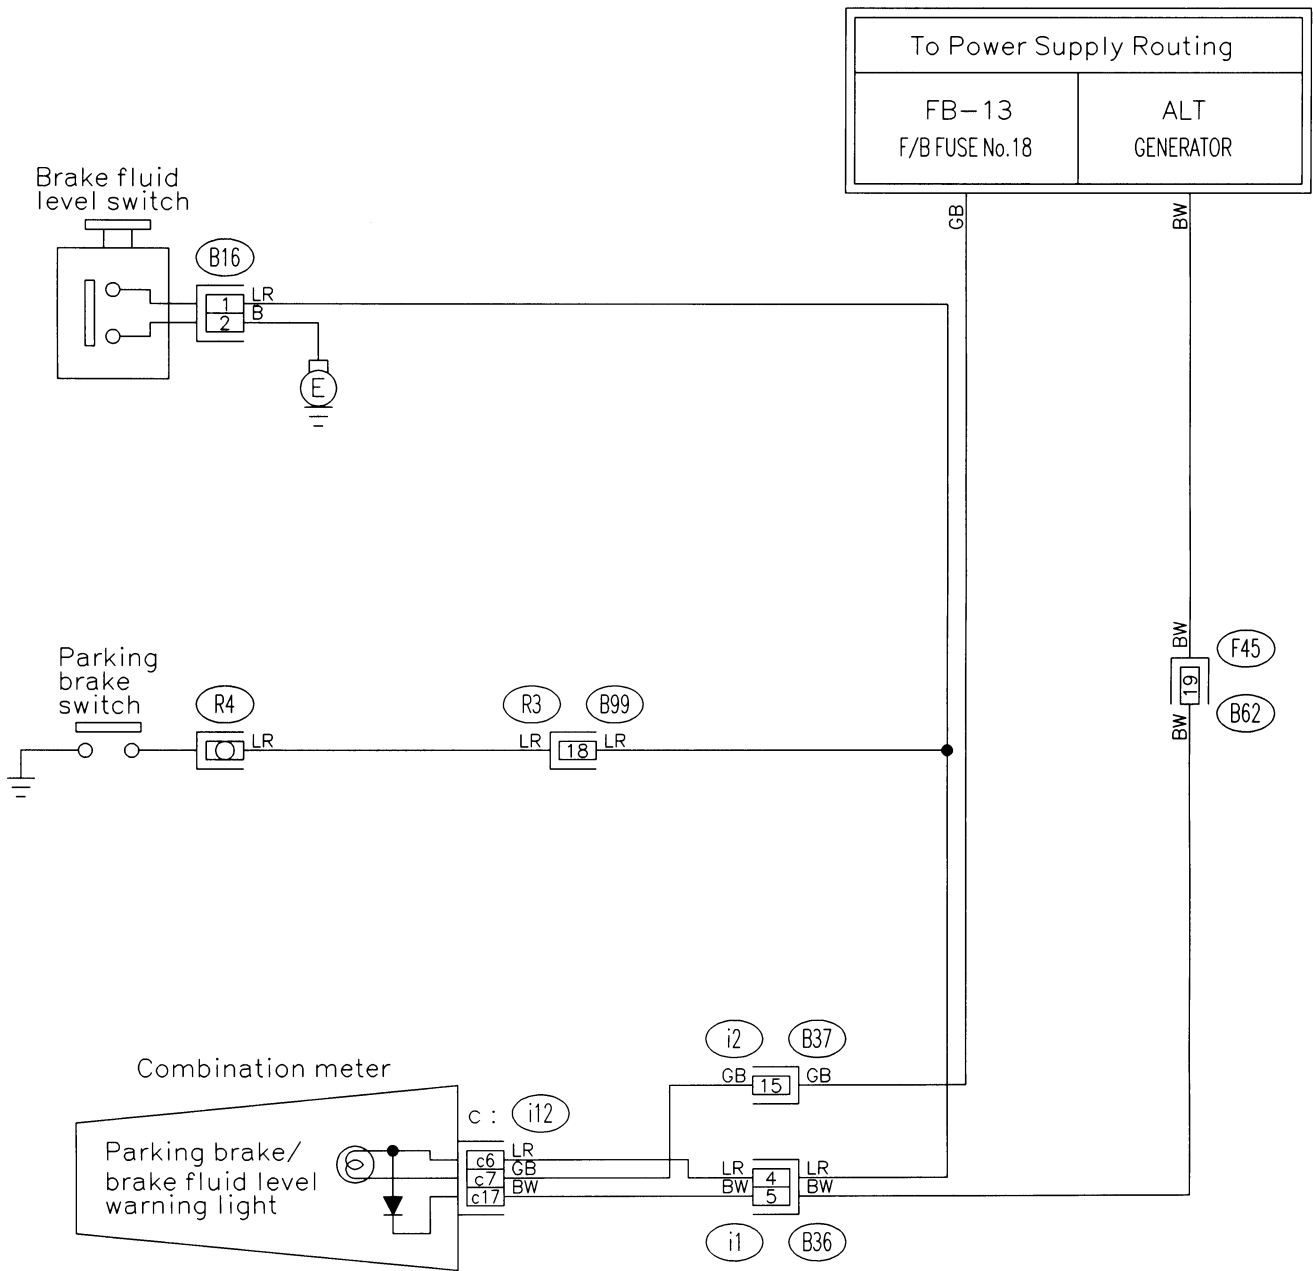 To Power Supply Routing
FB-13
F/B FUSE No.18
ALT
GENERATOR
GB
BW
Brake fluid
level switch
B16
1
LR
2
B
E
BW
F45
19
B62
BW
Parking
brake
switch
R4
LR
R3
B99
LR
18
LR
i2
B37
GB
15
GB
Combination meter
c :
i12
Parking brake/
brake fluid level
warning light
c6
LR
c7
GB
c17
BW
LR
4
LR
BW
5
BW
i1
B36